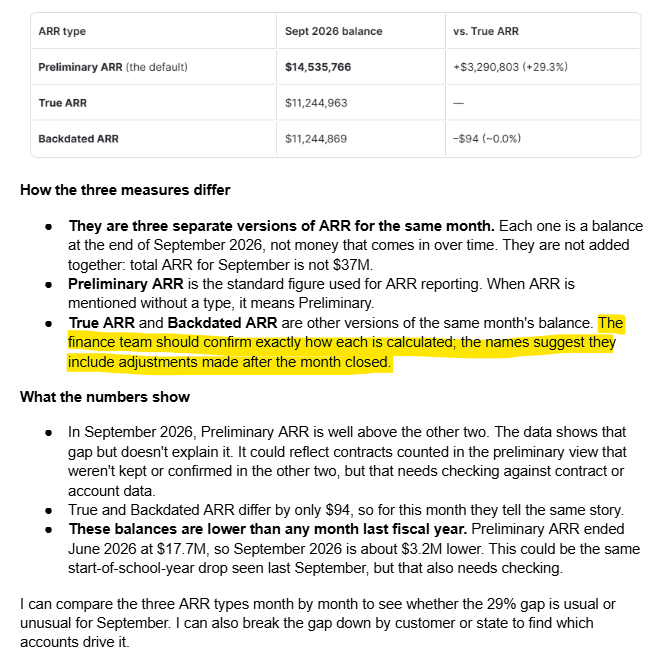 ARR type Sept 2026 balance vs. True ARR
Preliminary ARR (the default) $14,535,766 +$3,290,803 (+29.3%)
True ARR $11,244,963 —
Backdated ARR $11,244,869 −$94 (~0.0%)
How the three measures differ
● They are three separate versions of ARR for the same month. Each one is a balance
at the end of September 2026, not money that comes in over time. They are not added
together: total ARR for September is not $37M.
● Preliminary ARR is the standard figure used for ARR reporting. When ARR is
mentioned without a type, it means Preliminary.
● True ARR and Backdated ARR are other versions of the same month's balance. The
finance team should confirm exactly how each is calculated; the names suggest they
include adjustments made after the month closed.
What the numbers show
● In September 2026, Preliminary ARR is well above the other two. The data shows that
gap but doesn't explain it. It could reflect contracts counted in the preliminary view that
weren't kept or confirmed in the other two, but that needs checking against contract or
account data.
● True and Backdated ARR differ by only $94, so for this month they tell the same story.
● These balances are lower than any month last fiscal year. Preliminary ARR ended
June 2026 at $17.7M, so September 2026 is about $3.2M lower. This could be the same
start-of-school-year drop seen last September, but that also needs checking.
I can compare the three ARR types month by month to see whether the 29% gap is usual or
unusual for September. I can also break the gap down by customer or state to find which
accounts drive it.